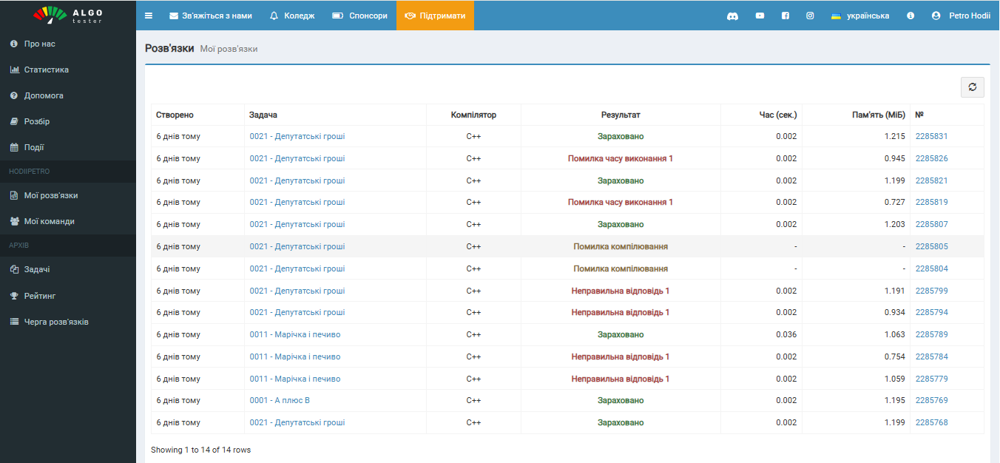 ALGO
tester
Зв'яжіться з нами Коледж Спонсори Підтримати українська Petro Hodii
Про нас
Статистика
Допомога
Розбір
Події
HODIIPETRO
Мої розв'язки
Мої команди
АРХІВ
Задачі
Рейтинг
Черга розв'язків
Розв'язки Мої розв'язки
Створено Задача Компілятор Результат Час (сек.) Пам'ять (МіБ) №
6 днів тому 0021 - Депутатські гроші C++ Зараховано 0.002 1.215 2285831
6 днів тому 0021 - Депутатські гроші C++ Помилка часу виконання 1 0.002 0.945 2285826
6 днів тому 0021 - Депутатські гроші C++ Зараховано 0.002 1.199 2285821
6 днів тому 0021 - Депутатські гроші C++ Помилка часу виконання 1 0.002 0.727 2285819
6 днів тому 0021 - Депутатські гроші C++ Зараховано 0.002 1.203 2285807
6 днів тому 0021 - Депутатські гроші C++ Помилка компілювання - - 2285805
6 днів тому 0021 - Депутатські гроші C++ Помилка компілювання - - 2285804
6 днів тому 0021 - Депутатські гроші C++ Неправильна відповідь 1 0.002 1.191 2285799
6 днів тому 0021 - Депутатські гроші C++ Неправильна відповідь 1 0.002 0.934 2285794
6 днів тому 0011 - Марічка і печиво C++ Зараховано 0.036 1.063 2285789
6 днів тому 0011 - Марічка і печиво C++ Неправильна відповідь 1 0.002 0.754 2285784
6 днів тому 0011 - Марічка і печиво C++ Неправильна відповідь 1 0.002 1.059 2285779
6 днів тому 0001 - А плюс B C++ Зараховано 0.002 1.195 2285769
6 днів тому 0021 - Депутатські гроші C++ Зараховано 0.002 1.199 2285768
Showing 1 to 14 of 14 rows